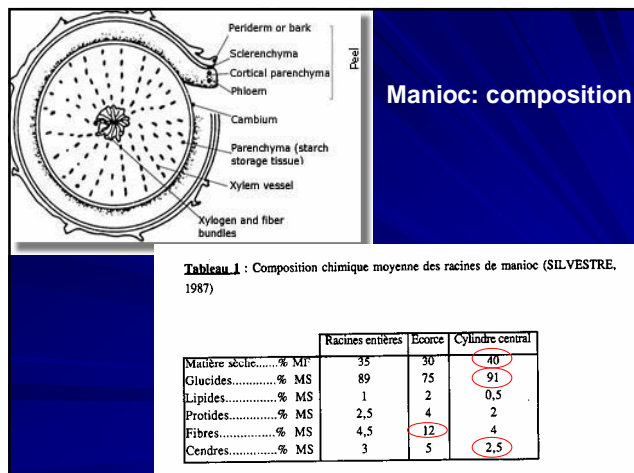 Periderm or bark
Sclerenchyma
Cortical parenchyma
Phloem
Peel
Cambium
Parenchyma (starch
storage tissue)
Xylem vessel
Xylogen and fiber
bundles
Manioc: composition
Tableau 1 : Composition chimique moyenne des racines de manioc (SILVESTRE,
1987)
Racines entières Ecorce Cylindre central
Matière sèche.......% MF 35 30 40
Glucides.............% MS 89 75 91
Lipides...............% MS 1 2 0,5
Protides..............% MS 2,5 4 2
Fibres................% MS 4,5 12 4
Cendres.............% MS 3 5 2,5